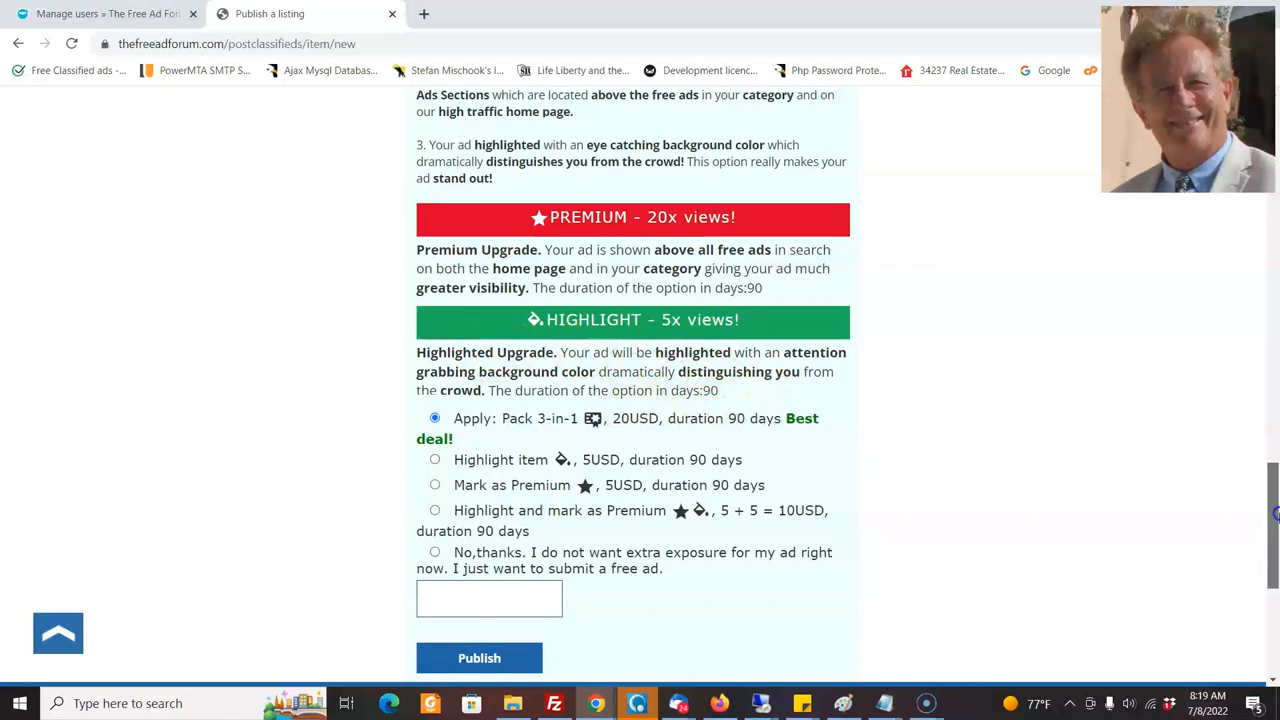 Manage users » The Free Ad For
Publish a listing
thefreeadforum.com/postclassifieds/item/new
Free Classified ads -...
PowerMTA SMTP S...
Ajax Mysql Databas...
Stefan Mischook's l...
Life Liberty and the...
Development licenc...
Php Password Prote...
34237 Real Estate...
Google
Ads Sections which are located above the free ads in your category and on
our high traffic home page.
3. Your ad highlighted with an eye catching background color which
dramatically distinguishes you from the crowd! This option really makes your
ad stand out!
PREMIUM - 20x views!
Premium Upgrade. Your ad is shown above all free ads in search
on both the home page and in your category giving your ad much
greater visibility. The duration of the option in days:90
HIGHLIGHT - 5x views!
Highlighted Upgrade. Your ad will be highlighted with an attention
grabbing background color dramatically distinguishing you from
the crowd. The duration of the option in days:90
Apply: Pack 3-in-1 , 20USD, duration 90 days Best
deal!
Highlight item , 5USD, duration 90 days
Mark as Premium , 5USD, duration 90 days
Highlight and mark as Premium , 5 + 5 = 10USD,
duration 90 days
No,thanks. I do not want extra exposure for my ad right
now. I just want to submit a free ad.
Publish
Type here to search
24
77°F
8:19 AM
7/8/2022
5